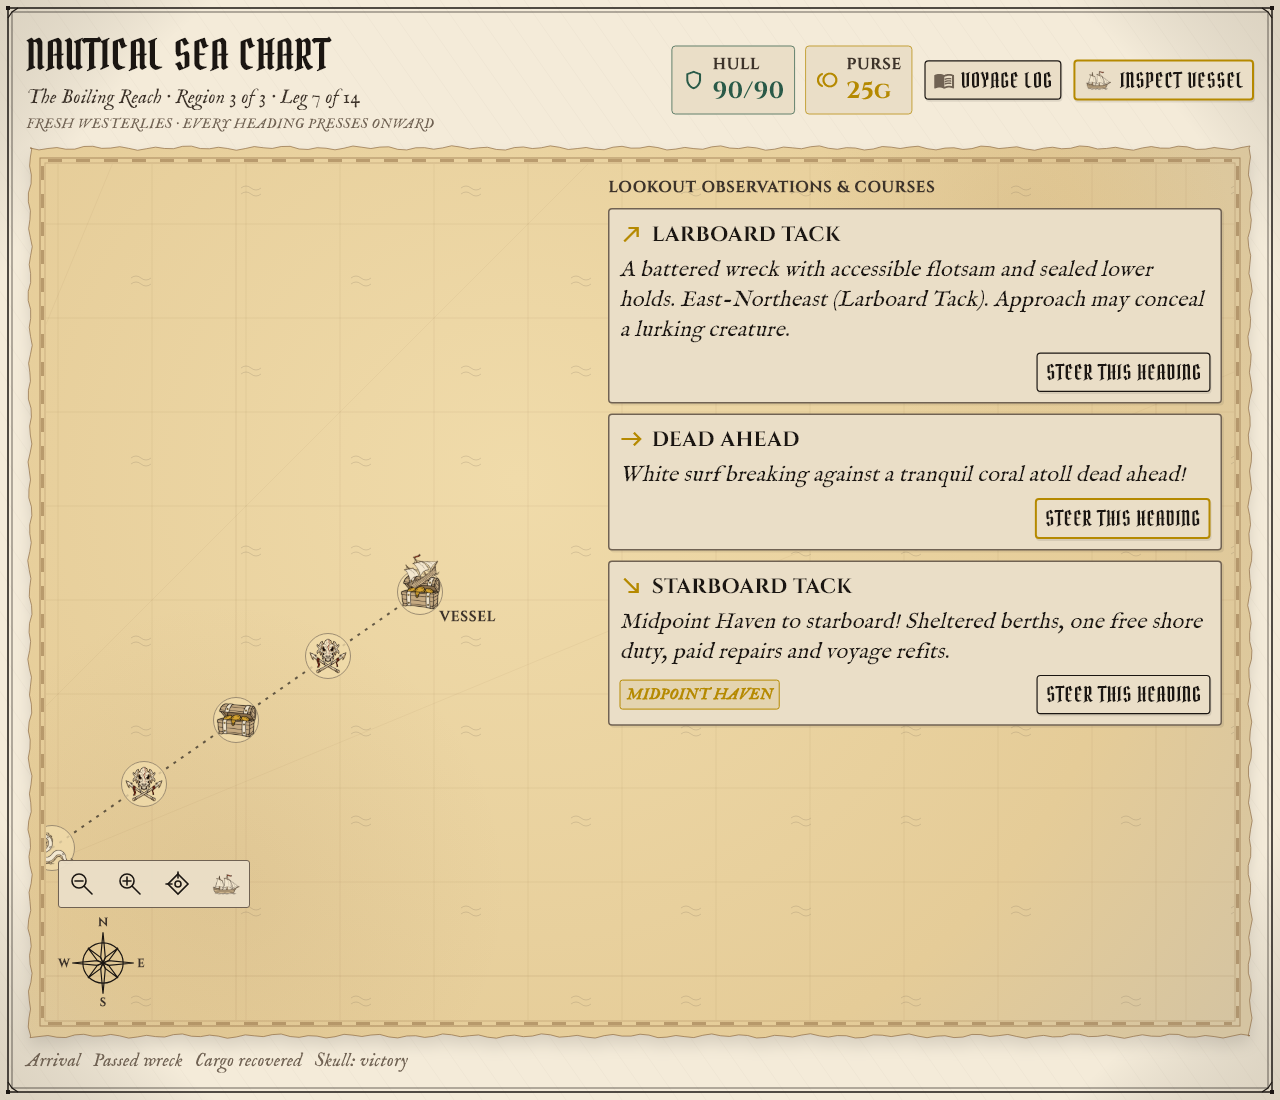 NAUTICAL SEA CHART
The Boiling Reach · Region 3 of 3 · Leg 7 of 14
FRESH WESTERLIES · EVERY HEADING PRESSES ONWARD
HULL
90/90
PURSE
25G
VOYAGE LOG
INSPECT VESSEL
LOOKOUT OBSERVATIONS & COURSES
LARBOARD TACK
A battered wreck with accessible flotsam and sealed lower
holds. East-Northeast (Larboard Tack). Approach may conceal
a lurking creature.
STEER THIS HEADING
DEAD AHEAD
White surf breaking against a tranquil coral atoll dead ahead!
STEER THIS HEADING
STARBOARD TACK
Midpoint Haven to starboard! Sheltered berths, one free shore
duty, paid repairs and voyage refits.
MIDPOINT HAVEN
STEER THIS HEADING
VESSEL
N
W
E
S
Arrival Passed wreck Cargo recovered Skull: victory